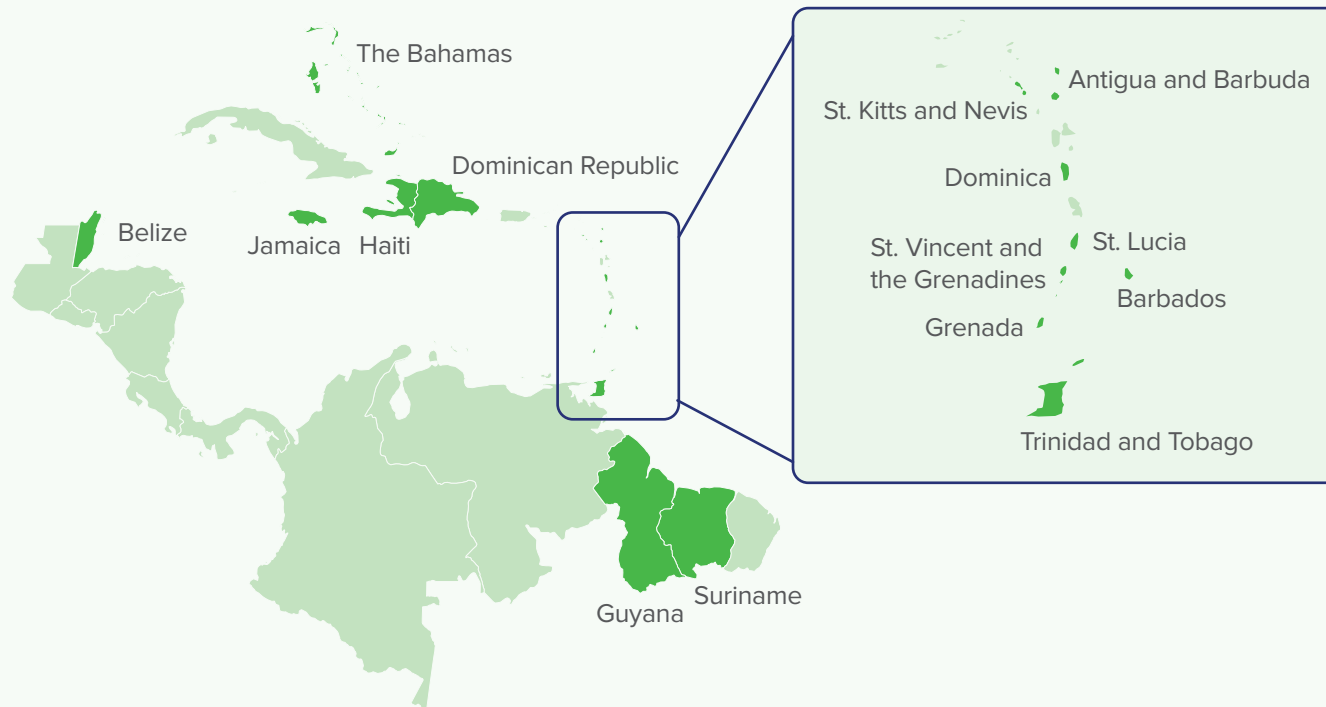 The Bahamas
Dominican Republic
Belize
Jamaica
Haiti
Guyana
Suriname
Antigua and Barbuda
St. Kitts and Nevis
Dominica
St. Lucia
St. Vincent and
the Grenadines
Barbados
Grenada
Trinidad and Tobago